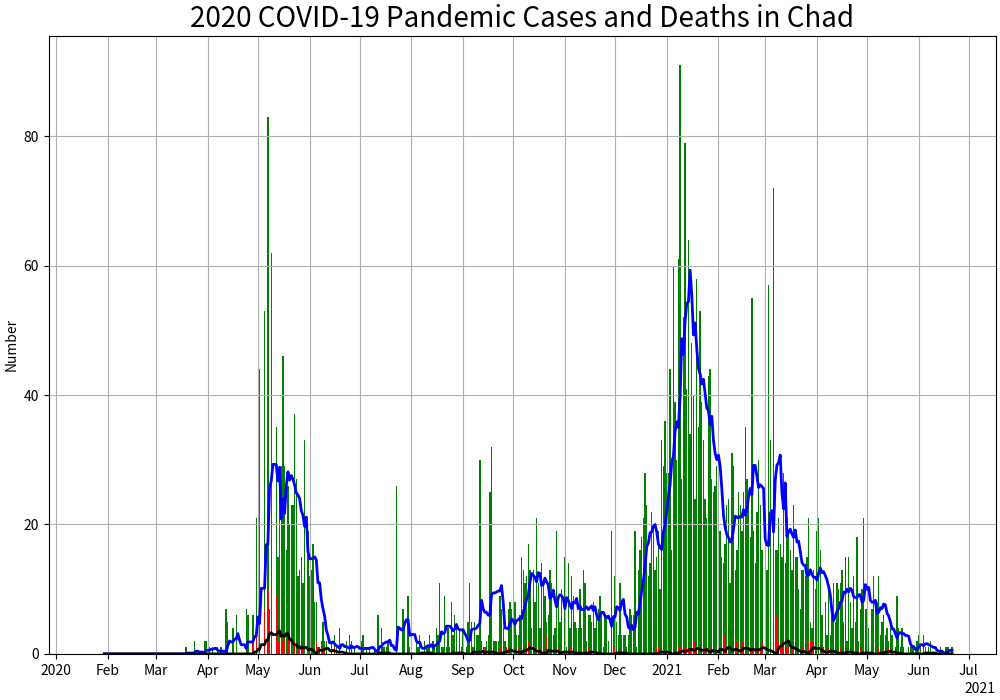 2020 COVID-19 Pandemic Cases and Deaths in Chad
Number
80
60
40
20
0
2020 Feb Mar Apr May Jun Jul Aug Sep Oct Nov Dec 2021 Feb Mar Apr May Jun Jul
2021